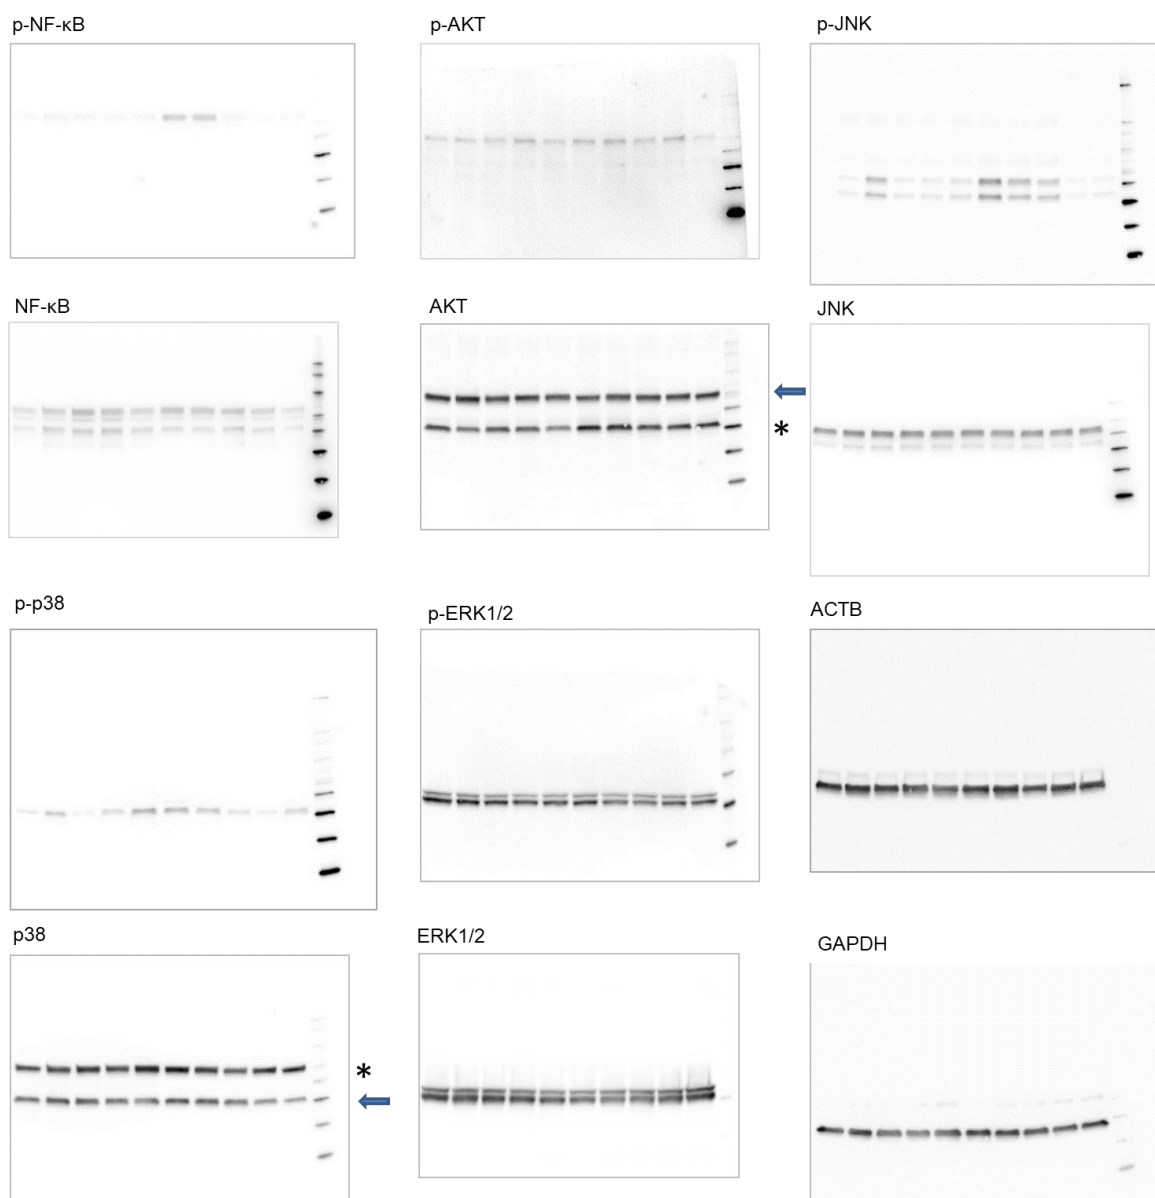 p-NF-κB
p-AKT
p-JNK
NF-κB
AKT
JNK
*
p-p38
p-ERK1/2
ACTB
p38
ERK1/2
GAPDH
*